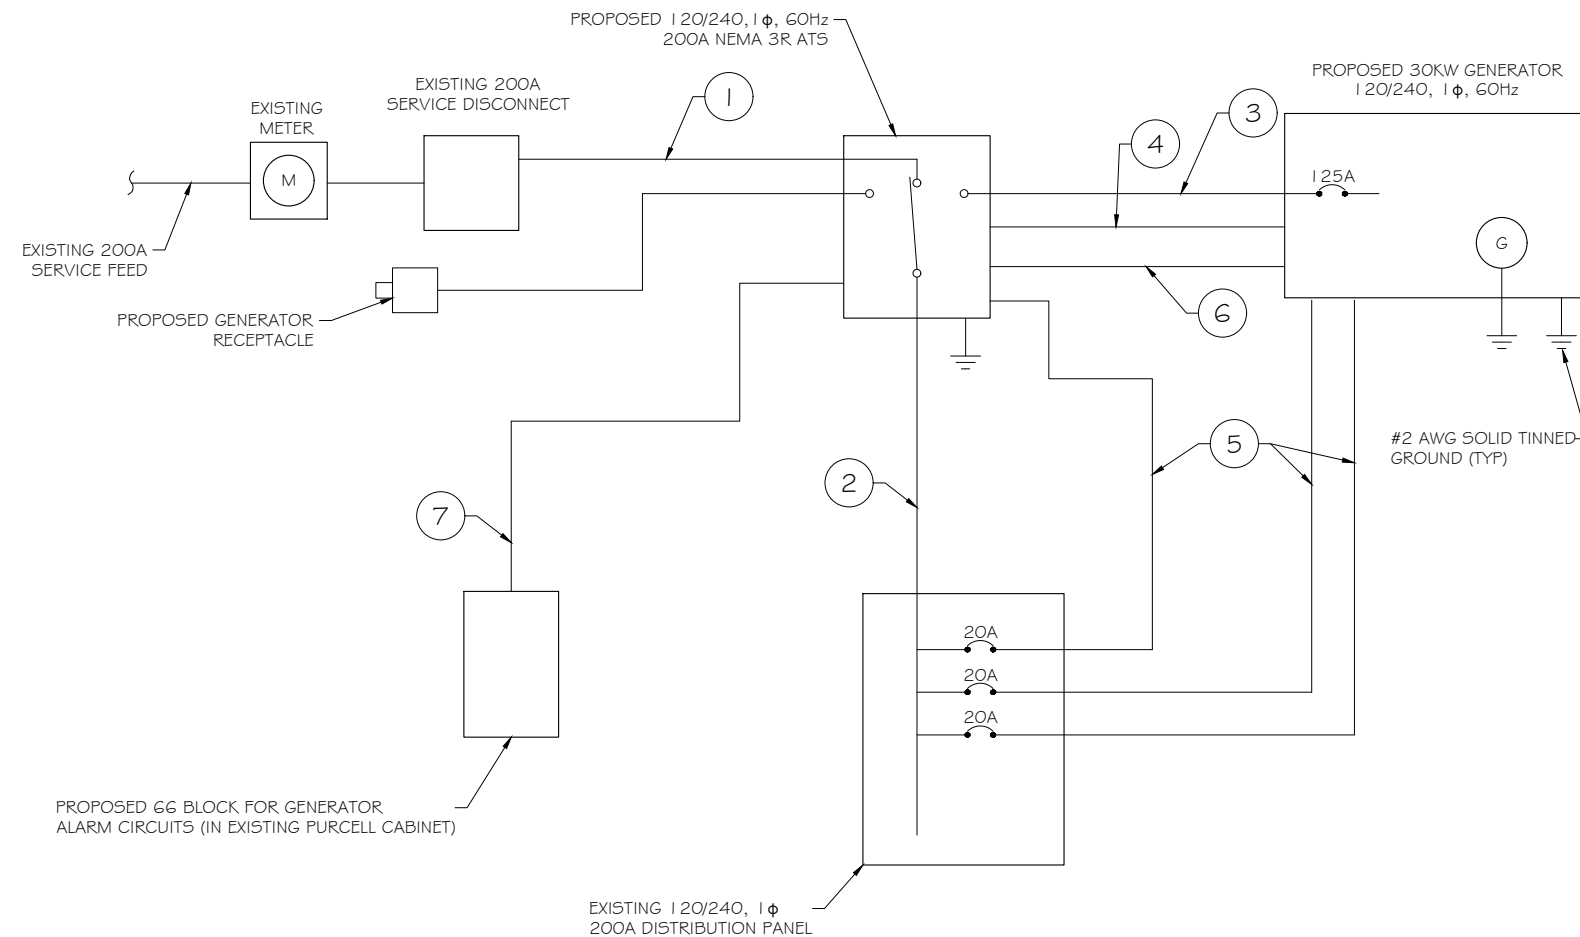 PROPOSED 120/240, 1ϕ, 60Hz
200A NEMA 3R ATS
EXISTING 200A
SERVICE DISCONNECT
EXISTING
METER
M
1
EXISTING 200A
SERVICE FEED
PROPOSED GENERATOR
RECEPTACLE
PROPOSED 30KW GENERATOR
120/240, 1ϕ, 60Hz
3
4
125A
G
6
5
#2 AWG SOLID TINNED
GROUND (TYP)
2
7
20A
20A
20A
PROPOSED 66 BLOCK FOR GENERATOR
ALARM CIRCUITS (IN EXISTING PURCELL CABINET)
EXISTING 120/240, 1ϕ
200A DISTRIBUTION PANEL